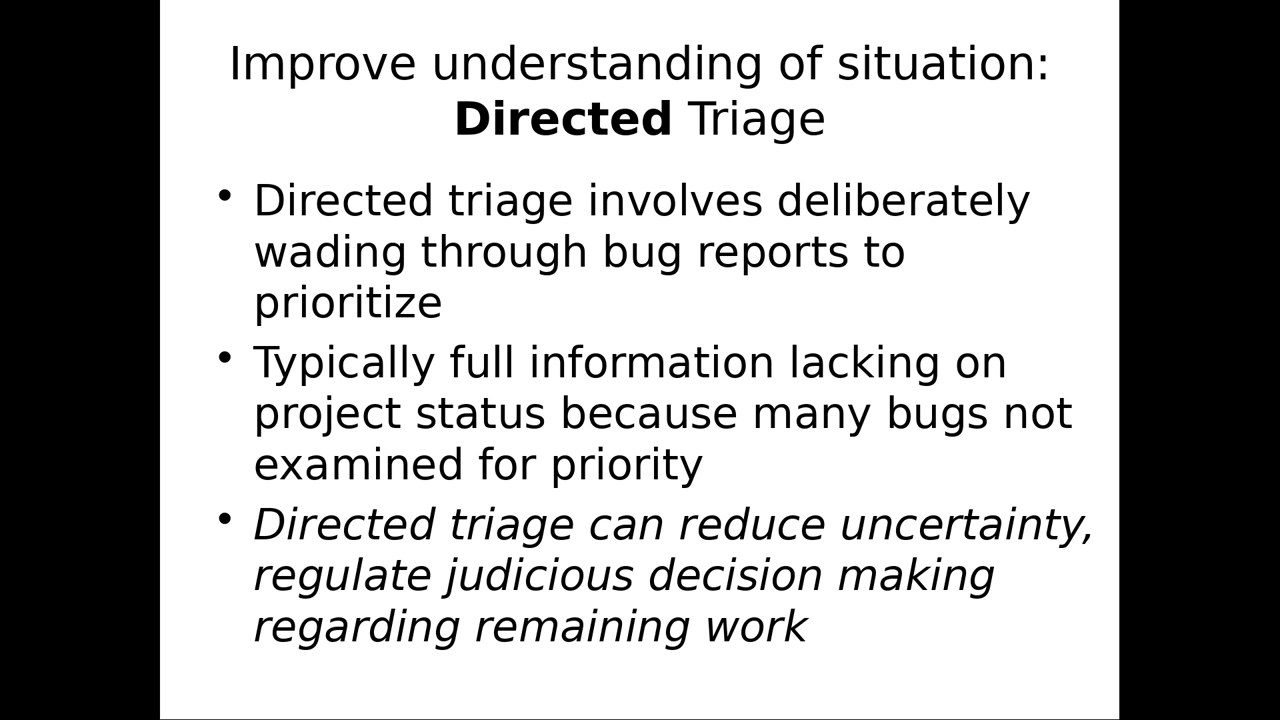 Improve understanding of situation:
Directed Triage
• Directed triage involves deliberately
wading through bug reports to
prioritize
• Typically full information lacking on
project status because many bugs not
examined for priority
• Directed triage can reduce uncertainty,
regulate judicious decision making
regarding remaining work